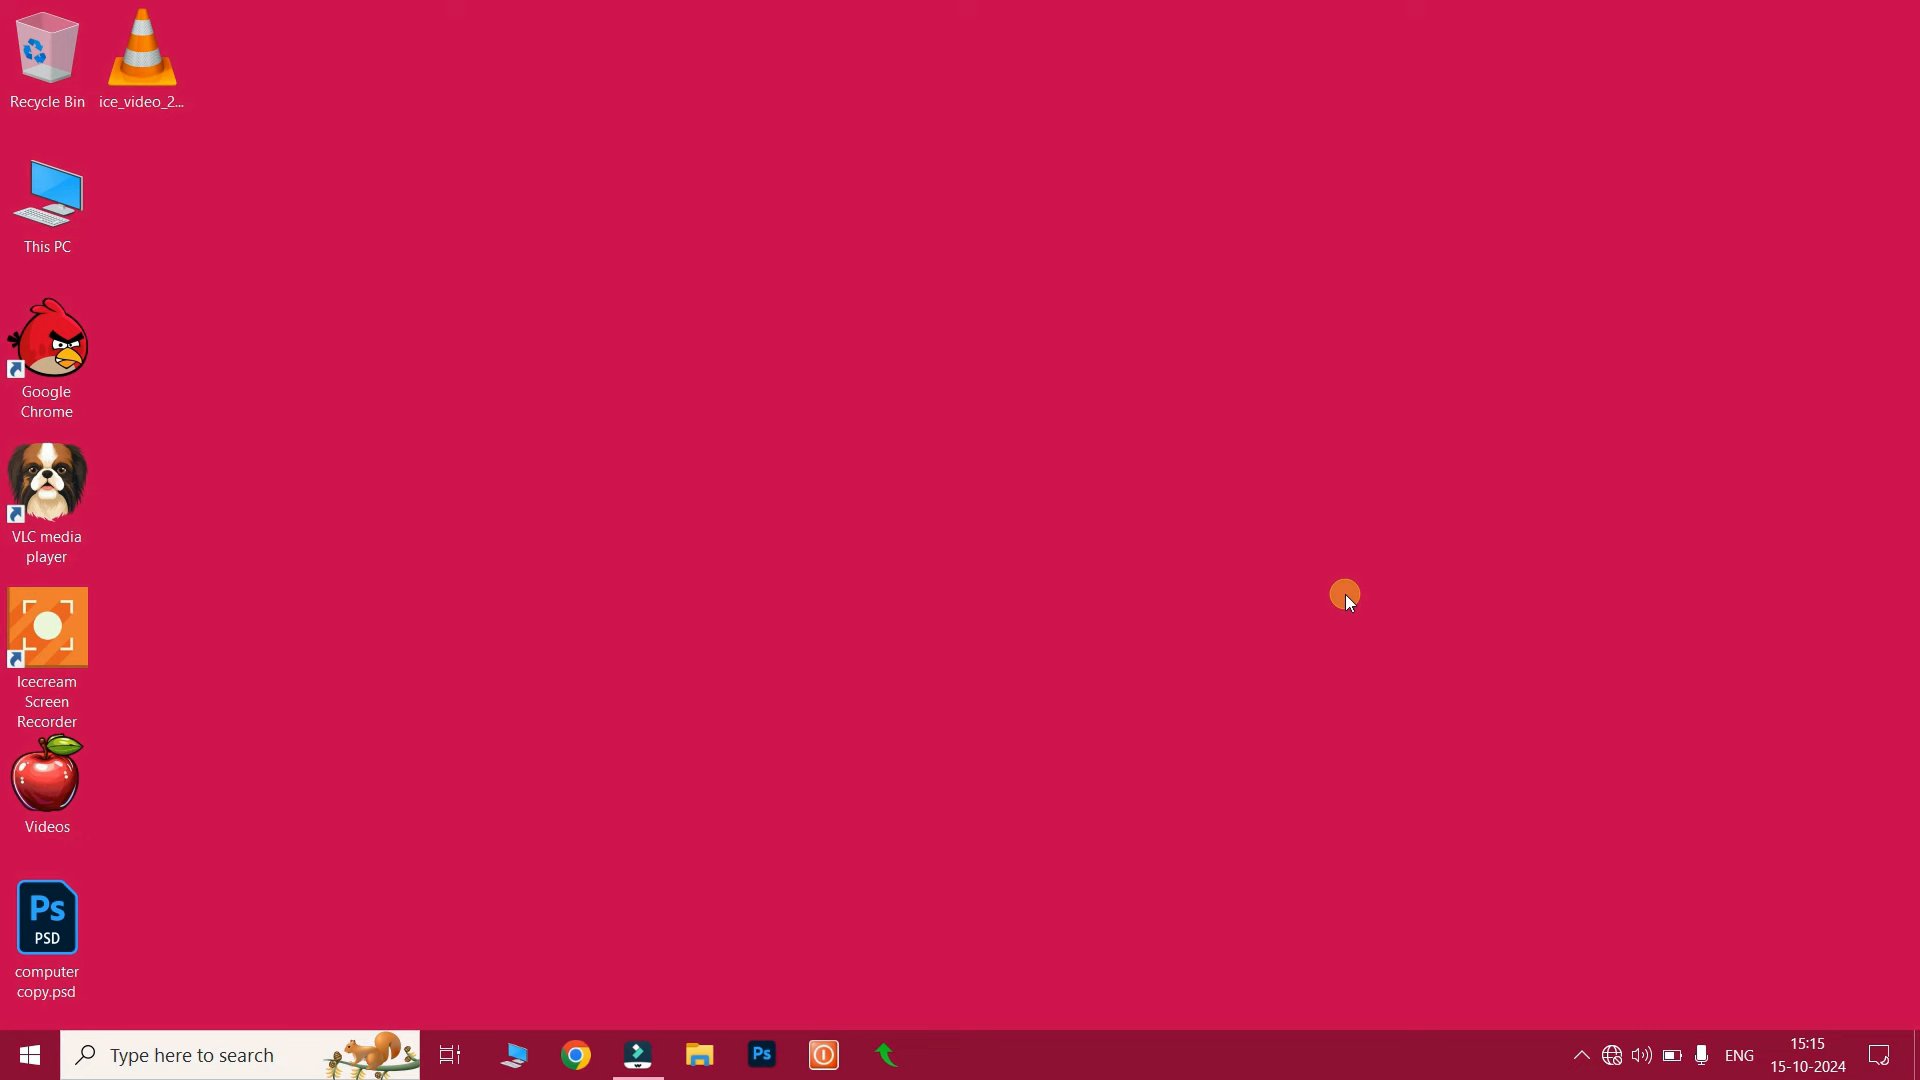 Recycle Bin
ice_video_2...
This PC
Google
Chrome
VLC media
player
Icecream
Screen
Recorder
Videos
Ps
PSD
computer
copy.psd
Type here to search
Ps
ENG
15:15
15-10-2024